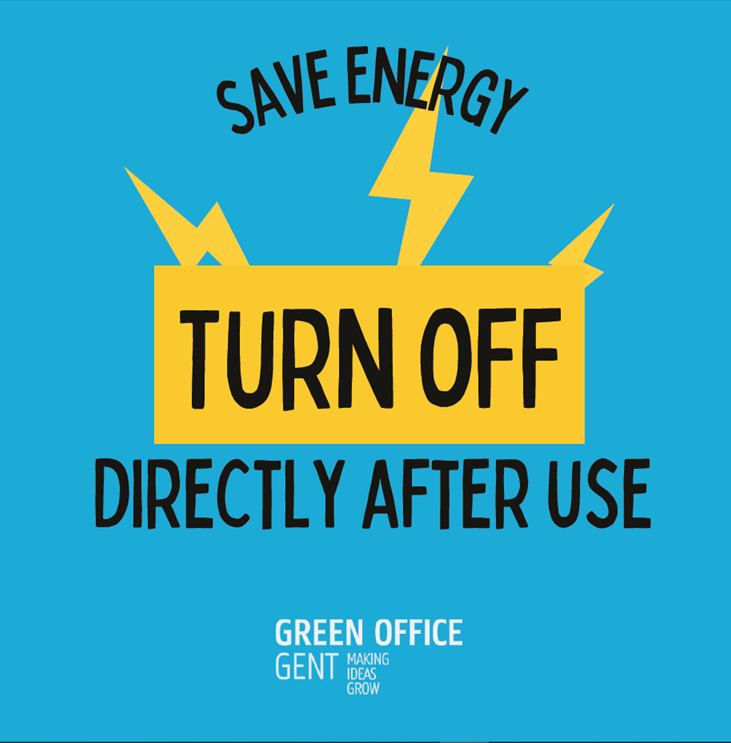 SAVE ENERGY
TURN OFF
DIRECTLY AFTER USE
GREEN OFFICE
GENT
MAKING
IDEAS
GROW